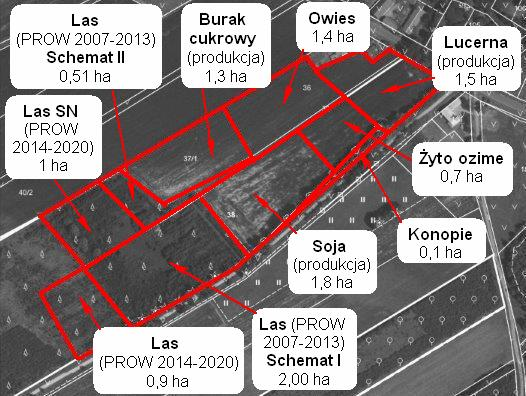 Las
(PROW 2007-2013)
Schemat II
0,51 ha
Burak
cukrowy
(produkcja)
1,3 ha
Owies
1,4 ha
Lucerna
(produkcja)
1,5 ha
Las SN
(PROW
2014-2020)
1 ha
36
37/1
40/2
38
Żyto ozime
0,7 ha
Konopie
0,1 ha
Soja
(produkcja)
1,8 ha
Las
(PROW 2014-2020)
0,9 ha
Las (PROW
2007-2013)
Schemat I
2,00 ha